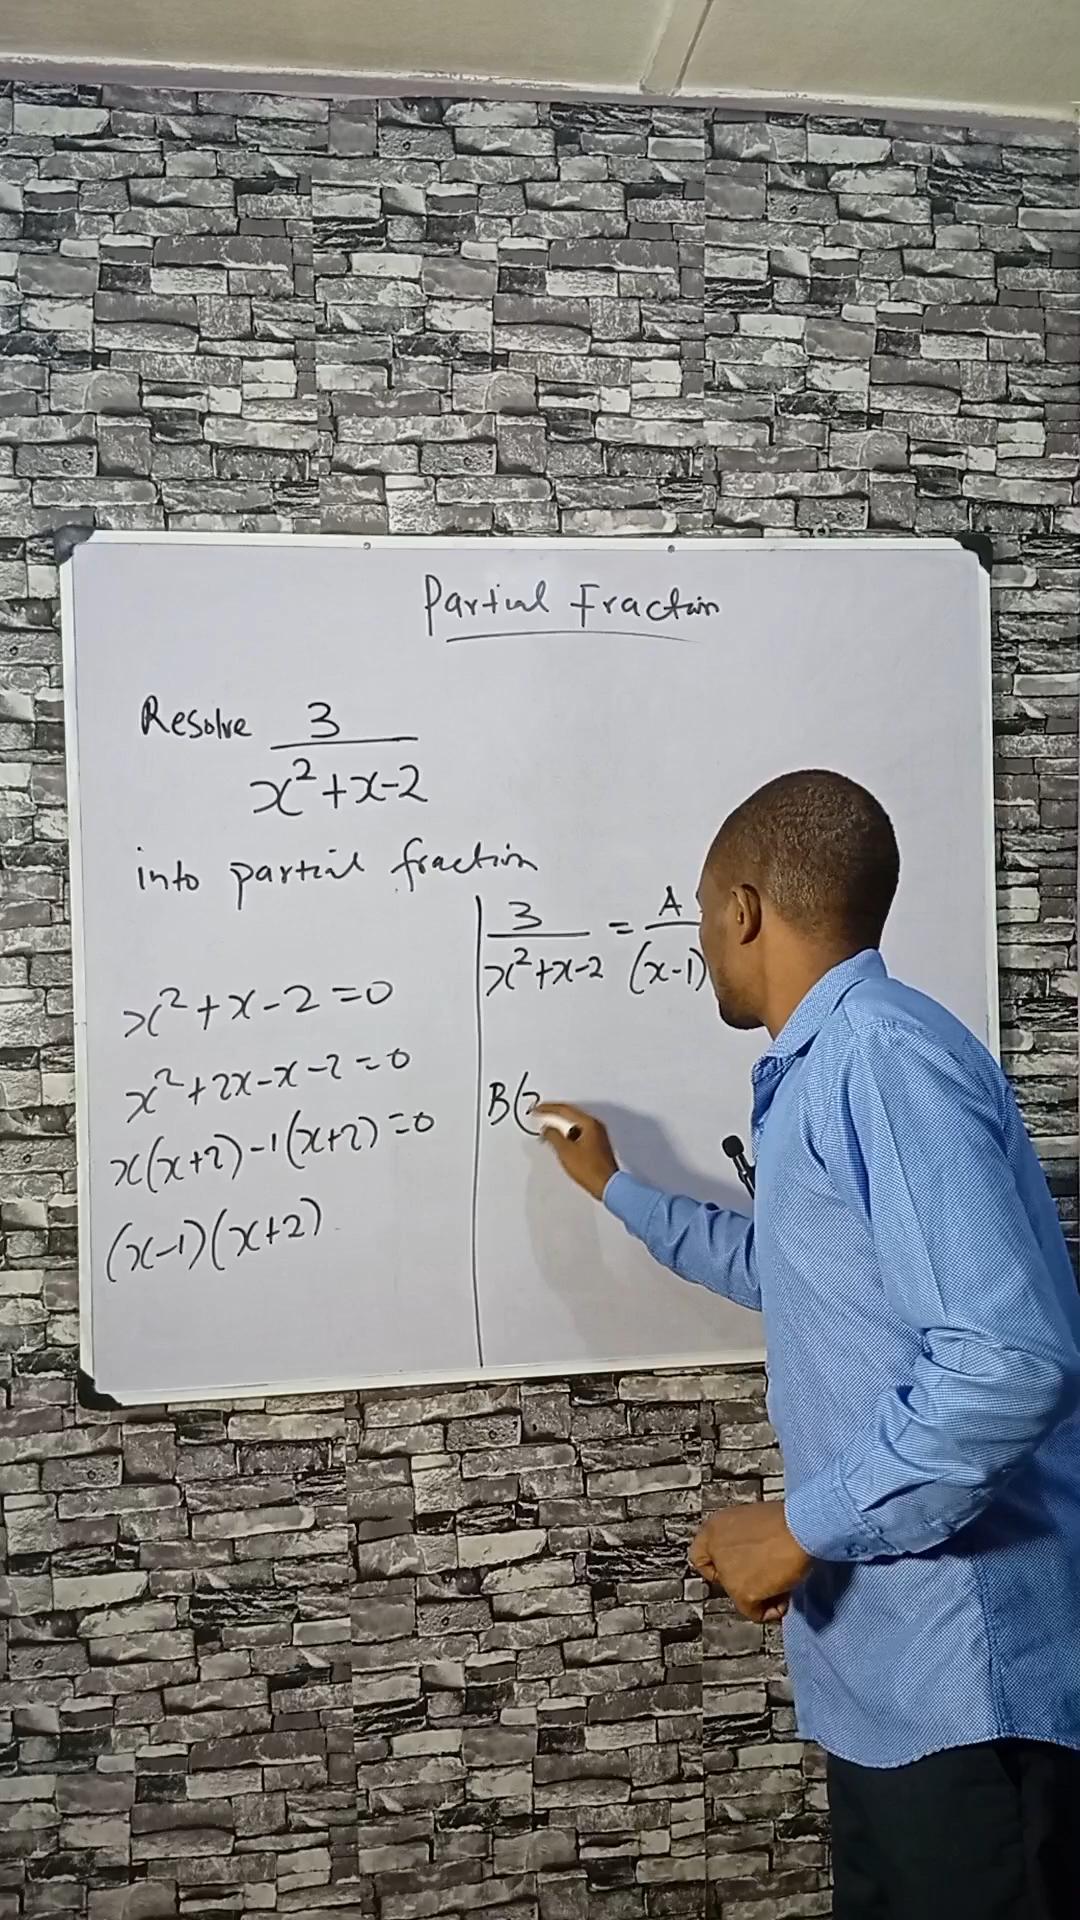 Partial Fraction
Resolve 3
x²+x-2
into partial fraction
x²+x-2=0
x²+2x-x-2=0
x(x+2)-1(x+2)=0
(x-1)(x+2)
3 = A
x²+x-2 (x-1)
B(